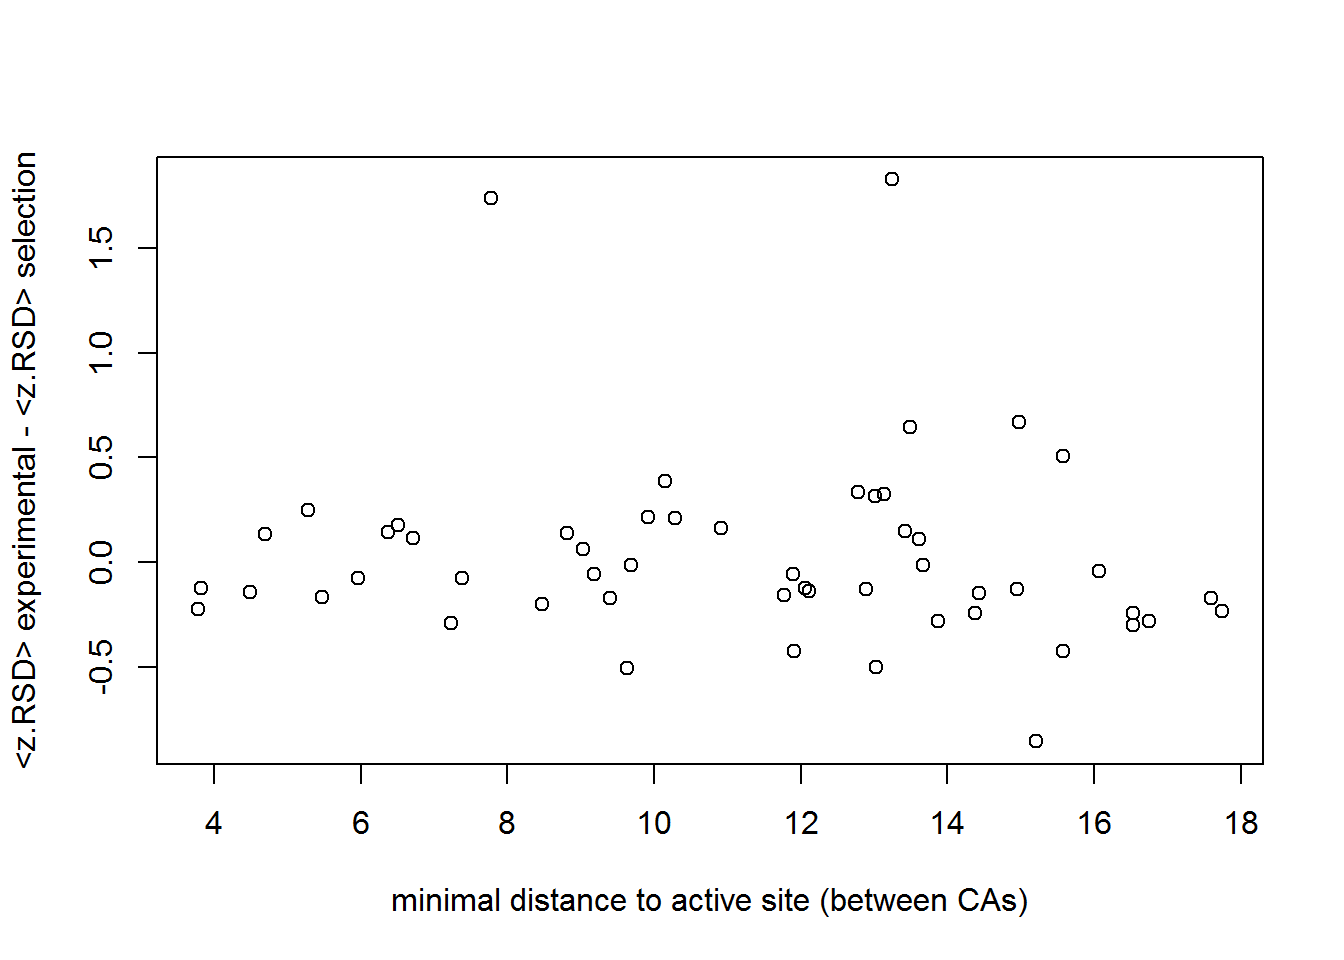 <z.RSD> experimental - <z.RSD> selection
1.5
1.0
0.5
0.0
-0.5
4 6 8 10 12 14 16 18
minimal distance to active site (between CAs)